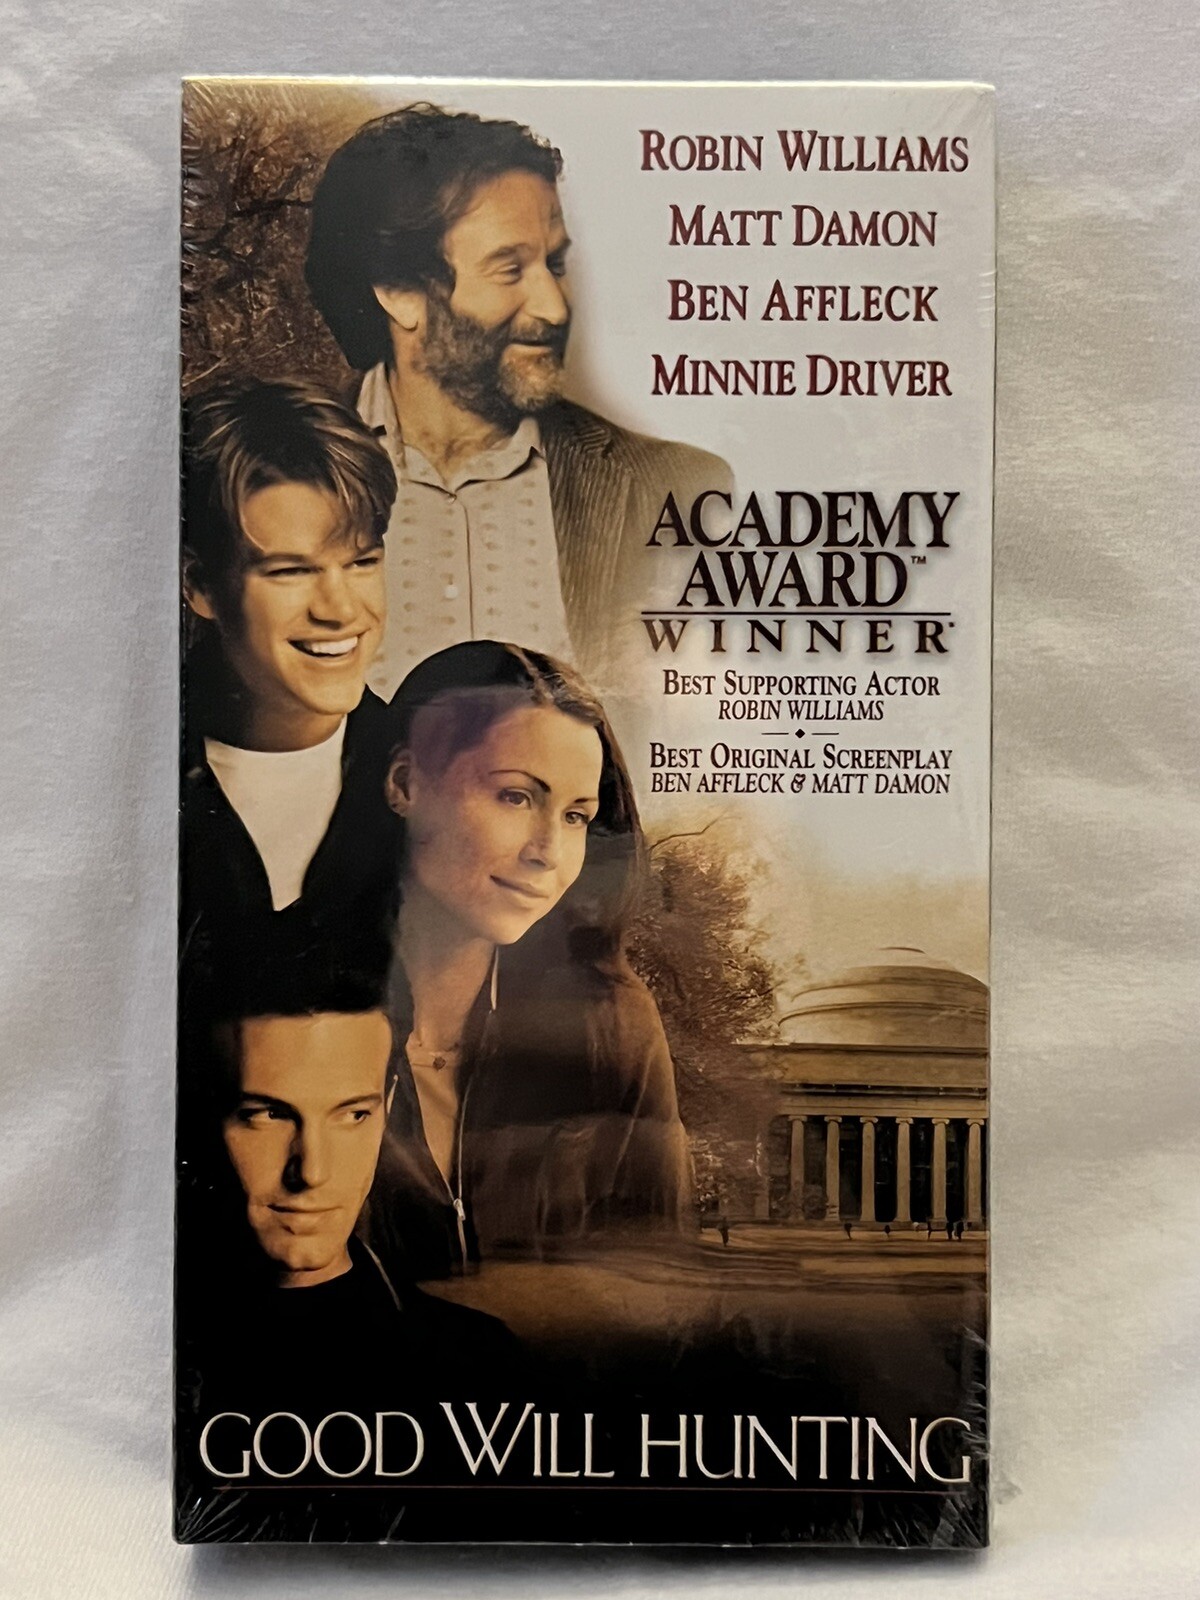 ROBIN WILLIAMS
MATT DAMON
BEN AFFLECK
MINNIE DRIVER
ACADEMY
AWARD™
WINNER®
BEST SUPPORTING ACTOR
ROBIN WILLIAMS
BEST ORIGINAL SCREENPLAY
BEN AFFLECK & MATT DAMON
GOOD WILL HUNTING